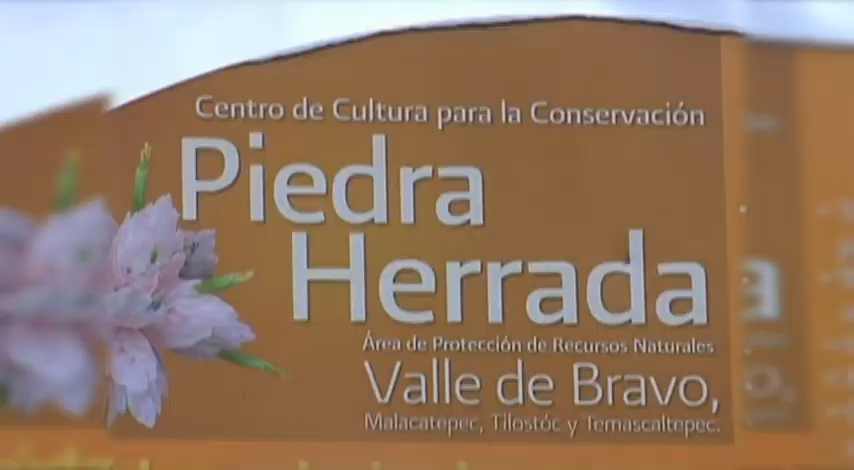 Centro de Cultura para la Conservación
Piedra
Herrada
Área de Protección de Recursos Naturales
Valle de Bravo,
Malacatepec, Tilostóc y Temascaltepec.